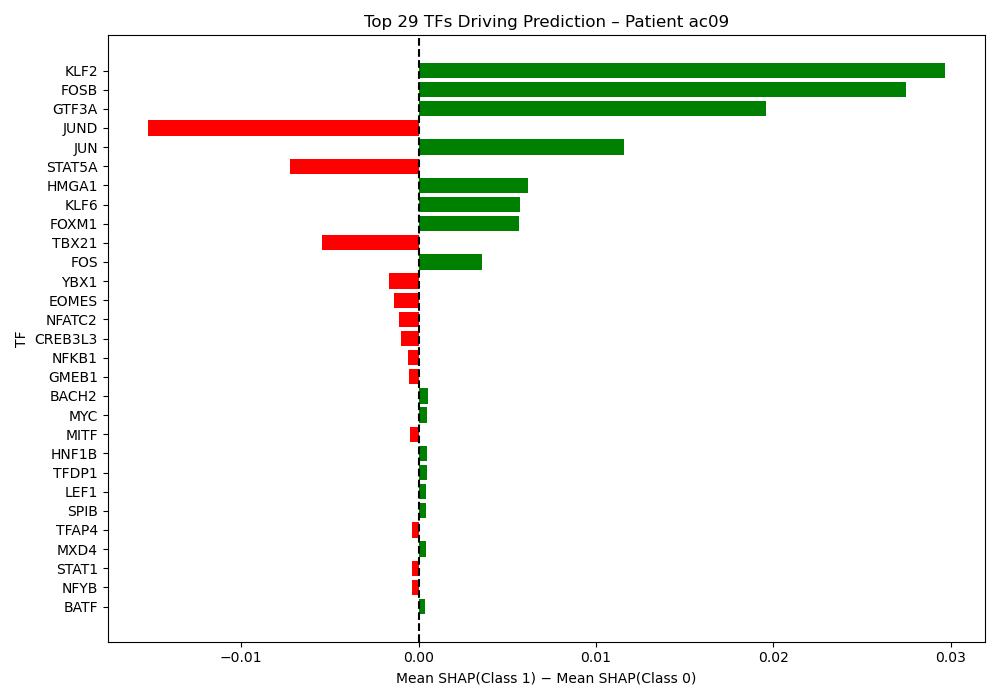 Top 29 TFs Driving Prediction – Patient ac09
TF
KLF2
FOSB
GTF3A
JUND
JUN
STAT5A
HMGA1
KLF6
FOXM1
TBX21
FOS
YBX1
EOMES
NFATC2
CREB3L3
NFKB1
GMEB1
BACH2
MYC
MITF
HNF1B
TFDP1
LEF1
SPIB
TFAP4
MXD4
STAT1
NFYB
BATF
−0.01 0.00 0.01 0.02 0.03
Mean SHAP(Class 1) − Mean SHAP(Class 0)